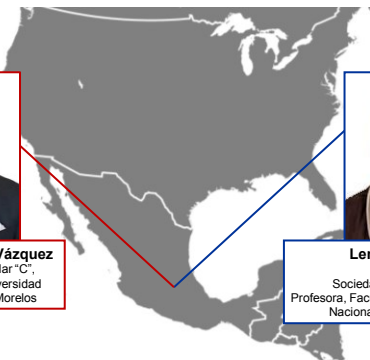 Vázquez
lar “C”,
versidad
Morelos
Ler
Socieda
Profesora, Fac
Naciona